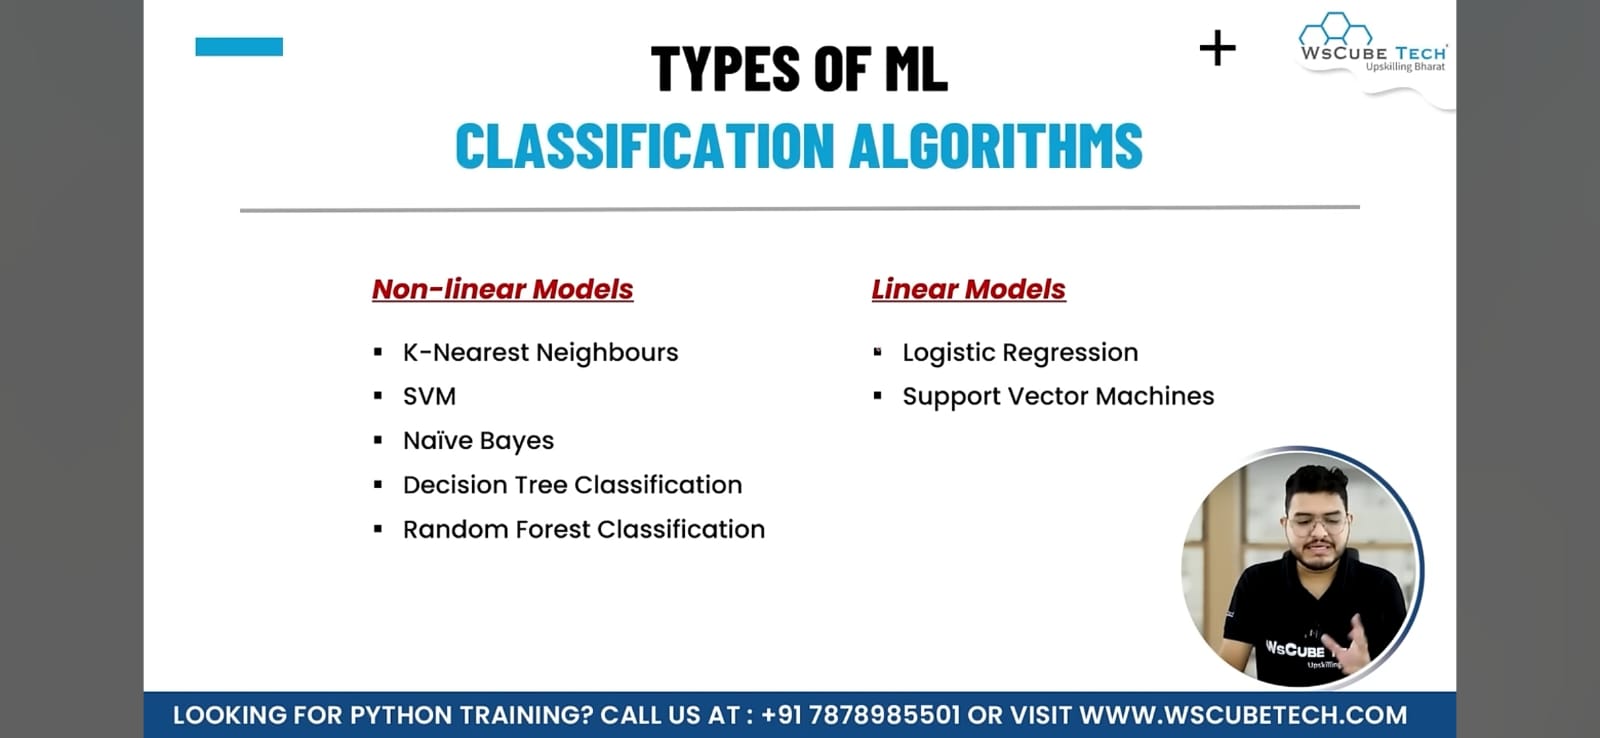 TYPES OF ML
CLASSIFICATION ALGORITHMS
WSCUBE TECH
Upskilling Bharat
Non-linear Models
K-Nearest Neighbours
SVM
Naïve Bayes
Decision Tree Classification
Random Forest Classification
Linear Models
Logistic Regression
Support Vector Machines
WSCUBE
Upskilling
LOOKING FOR PYTHON TRAINING? CALL US AT : +91 7878985501 OR VISIT WWW.WSCUBETECH.COM